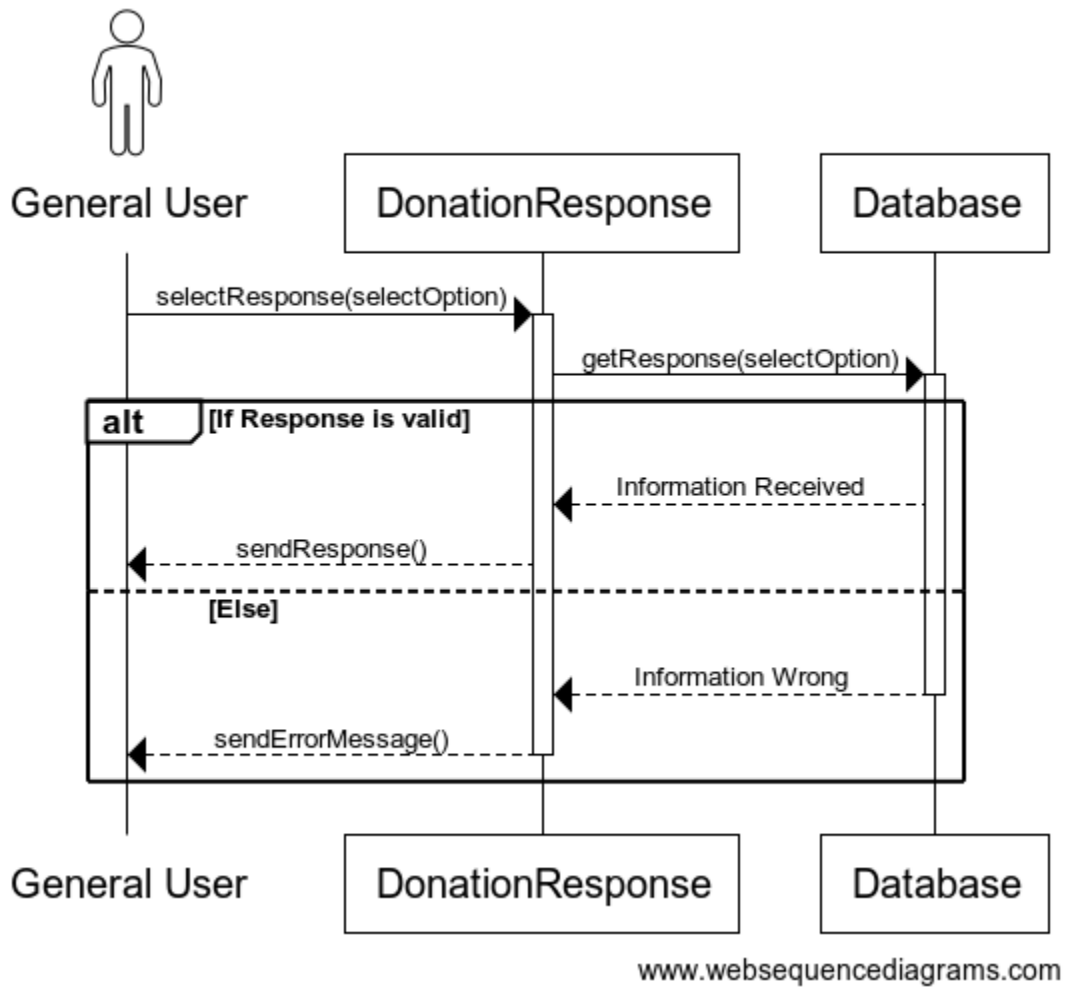 General User
DonationResponse
Database
selectResponse(selectOption)
getResponse(selectOption)
alt
[If Response is valid]
Information Received
sendResponse()
[Else]
Information Wrong
sendErrorMessage()
General User
DonationResponse
Database
www.websequencediagrams.com